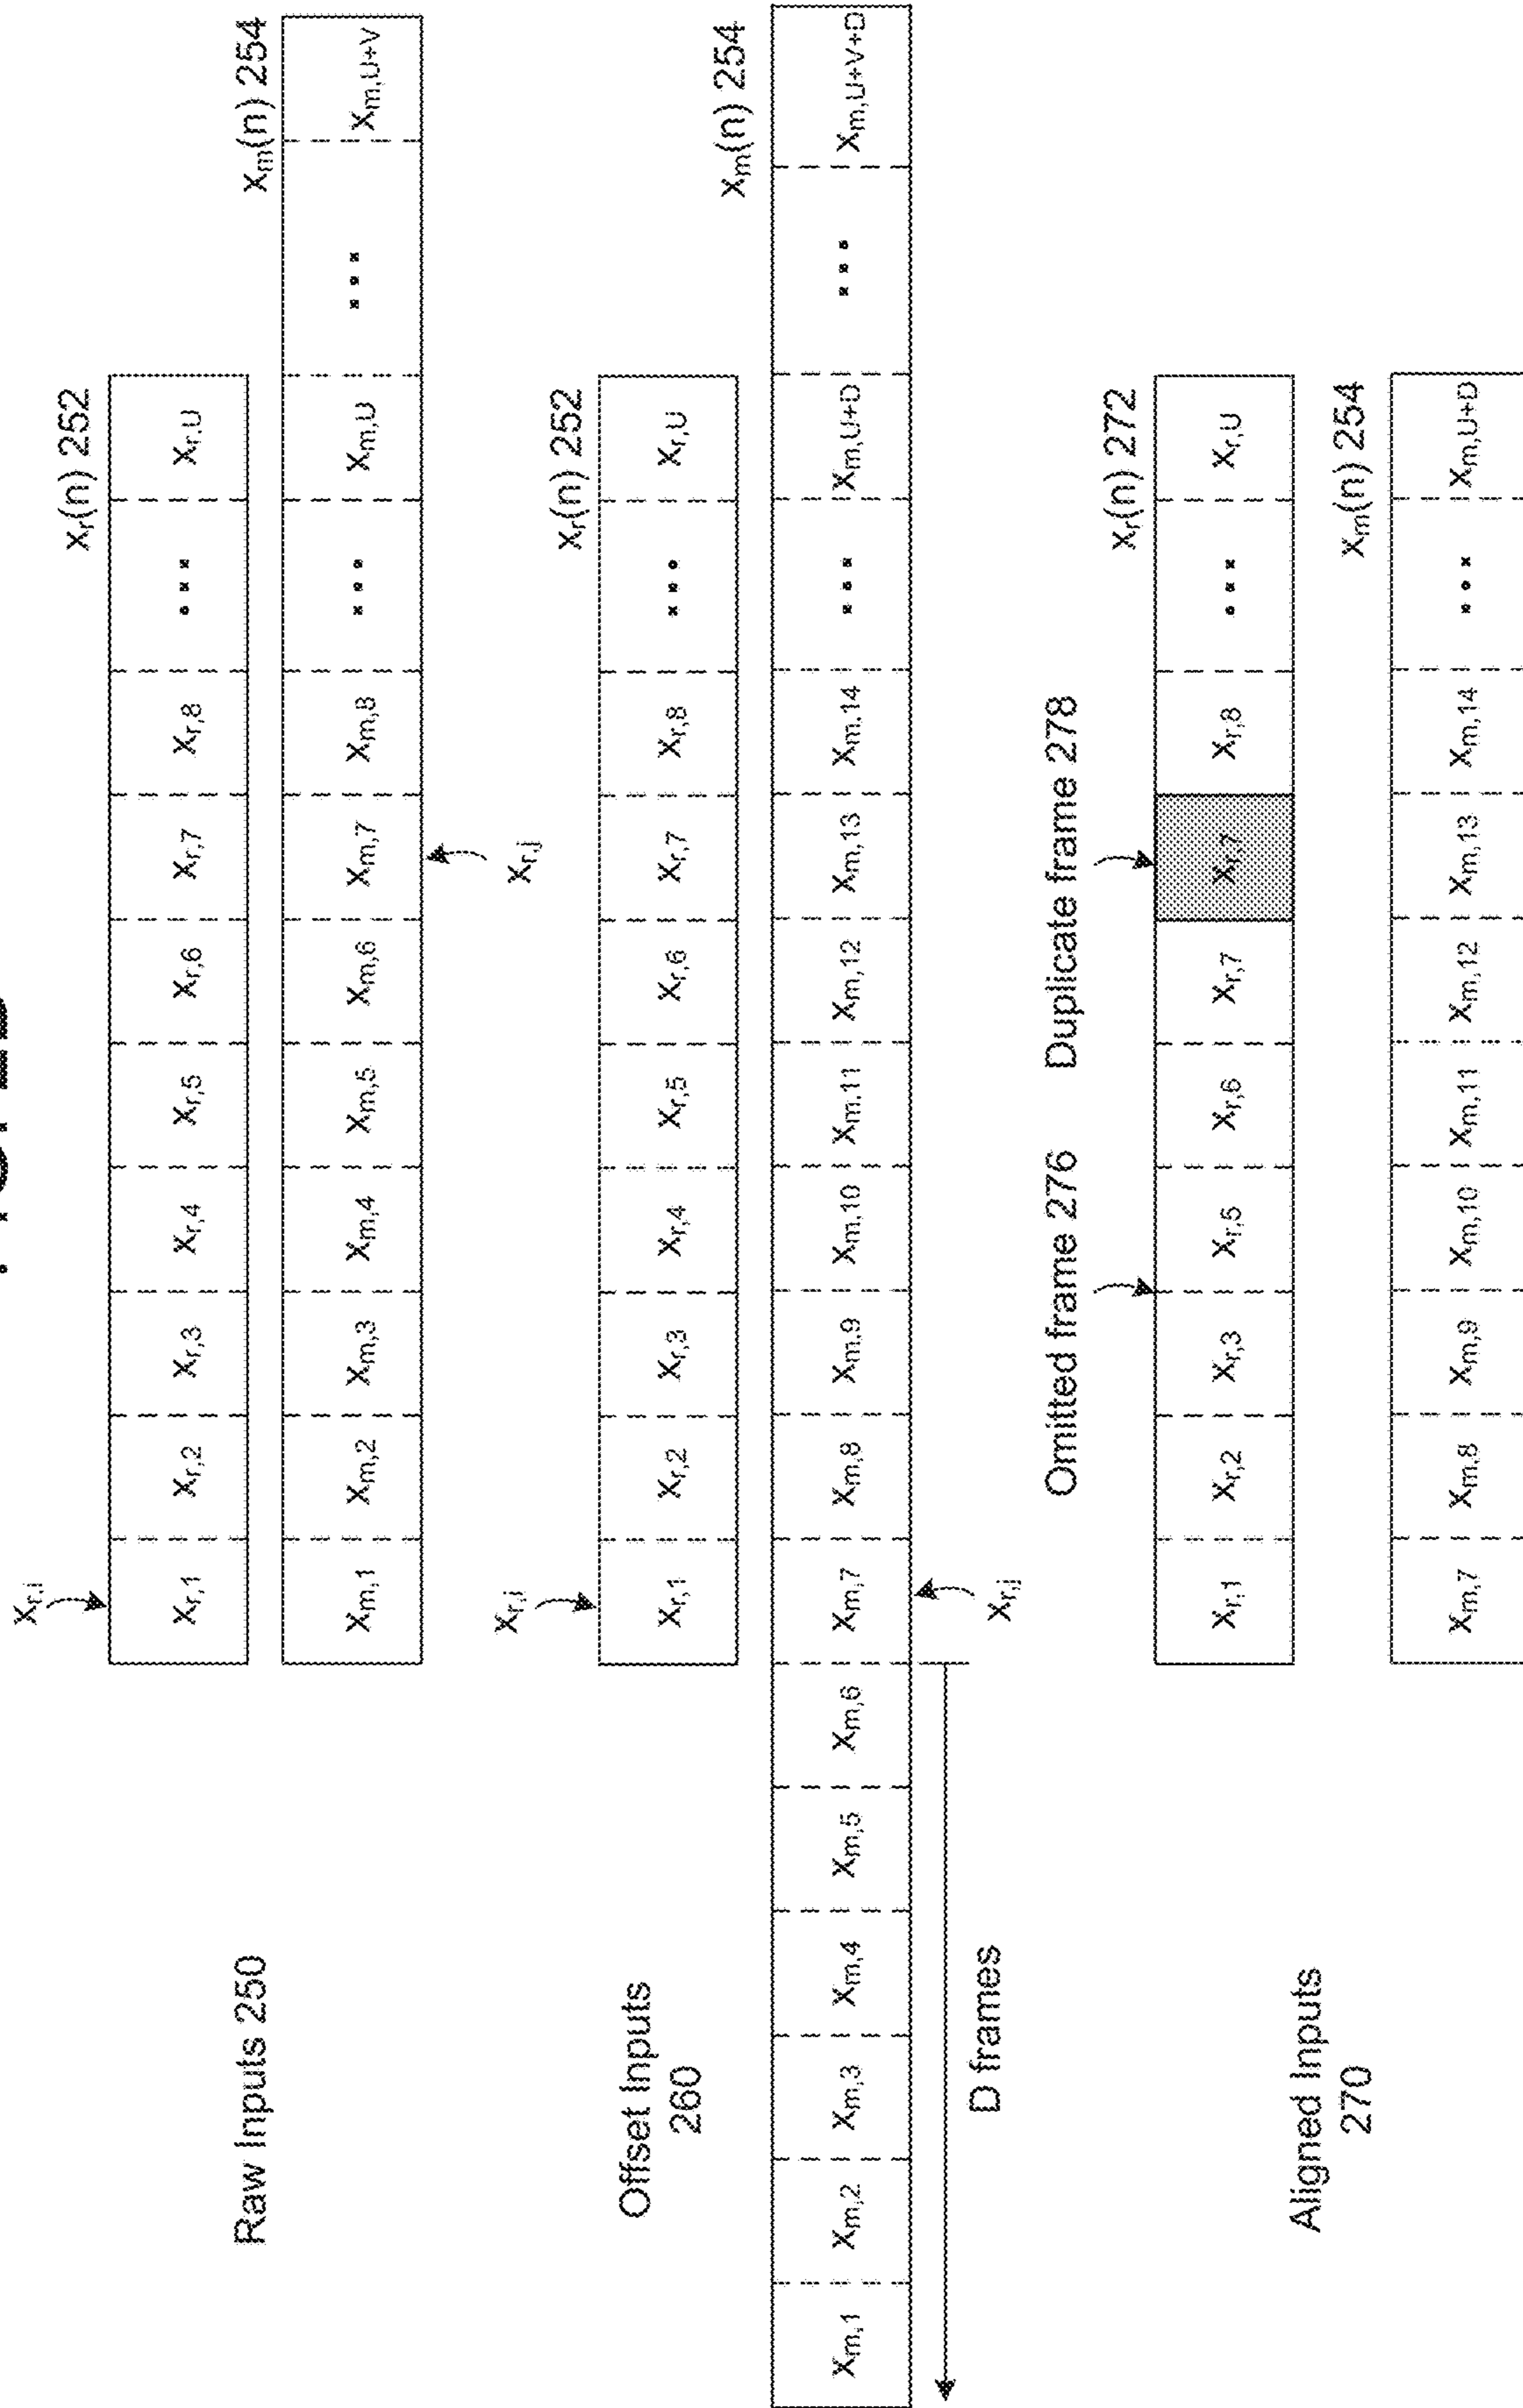 Raw Inputs 250
Xr,i
xr(n) 252
Xr,1 Xr,2 Xr,3 Xr,4 Xr,5 Xr,6 Xr,7 Xr,8 ••• Xr,U
xm(n) 254
Xm,1 Xm,2 Xm,3 Xm,4 Xm,5 Xm,6 Xm,7 Xm,8 ••• Xm,U ••• Xm,U+V
Xr,j
Offset Inputs
260
Xr,i
xr(n) 252
Xr,1 Xr,2 Xr,3 Xr,4 Xr,5 Xr,6 Xr,7 Xr,8 ••• Xr,U
xm(n) 254
Xm,1 Xm,2 Xm,3 Xm,4 Xm,5 Xm,6 Xm,7 Xm,8 Xm,9 Xm,10 Xm,11 Xm,12 Xm,13 Xm,14 ••• Xm,U+D ••• Xm,U+V+D
D frames
Xr,j
Aligned Inputs
270
Omitted frame 276
Duplicate frame 278
xr(n) 272
Xr,1 Xr,2 Xr,3 Xr,5 Xr,6 Xr,7 Xr,7 Xr,8 ••• Xr,U
xm(n) 254
Xm,7 Xm,8 Xm,9 Xm,10 Xm,11 Xm,12 Xm,13 Xm,14 ••• Xm,U+D